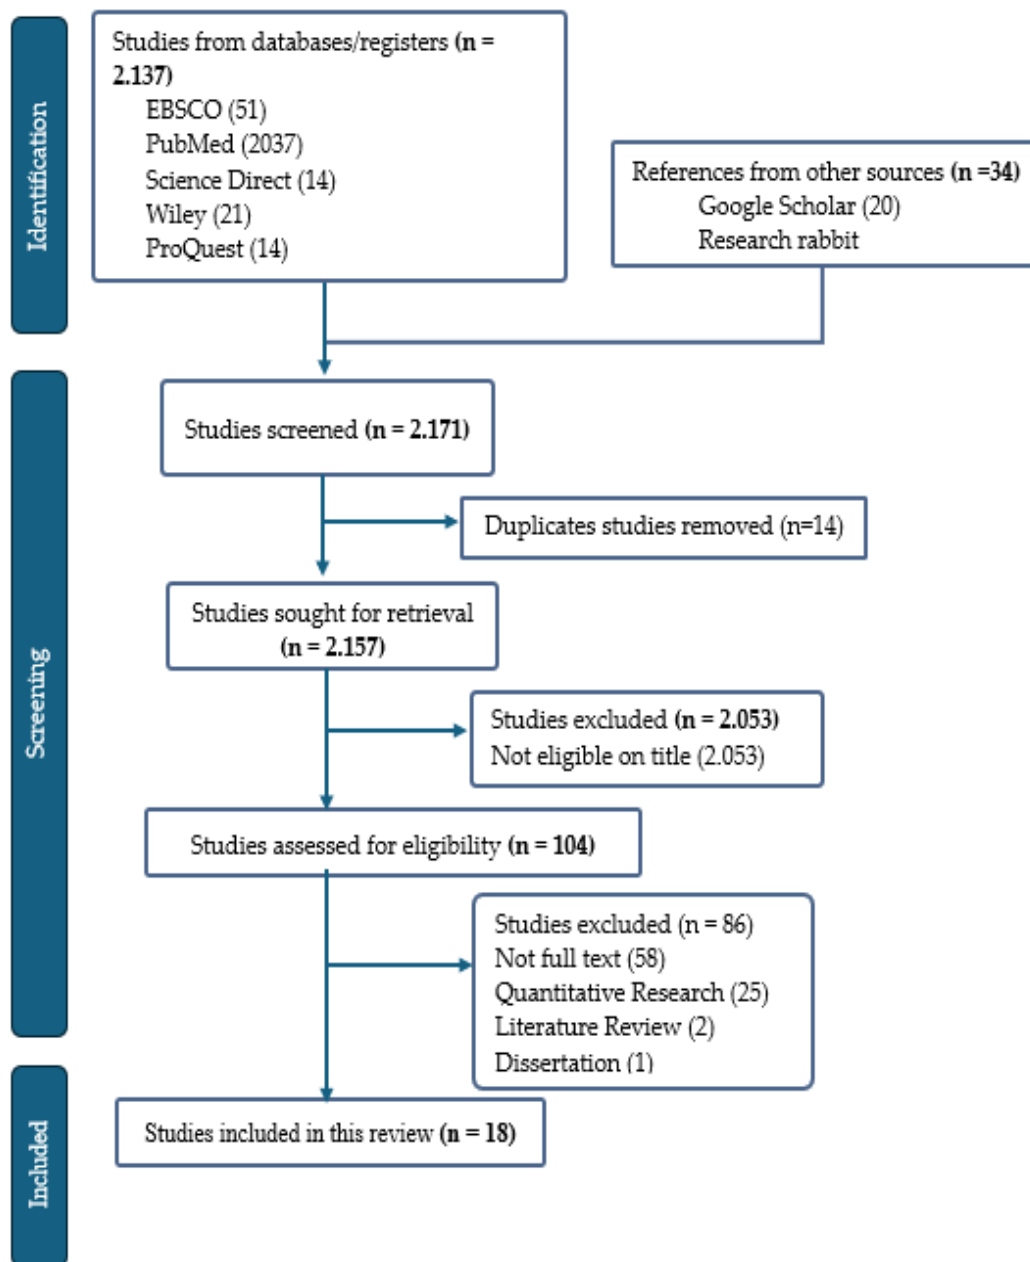 Identification
Studies from databases/registers (n =
2.137)
EBSCO (51)
PubMed (2037)
Science Direct (14)
Wiley (21)
ProQuest (14)
References from other sources (n =34)
Google Scholar (20)
Research rabbit
Screening
Studies screened (n = 2.171)
Duplicates studies removed (n=14)
Studies sought for retrieval
(n = 2.157)
Studies excluded (n = 2.053)
Not eligible on title (2.053)
Studies assessed for eligibility (n = 104)
Studies excluded (n = 86)
Not full text (58)
Quantitative Research (25)
Literature Review (2)
Dissertation (1)
Included
Studies included in this review (n = 18)